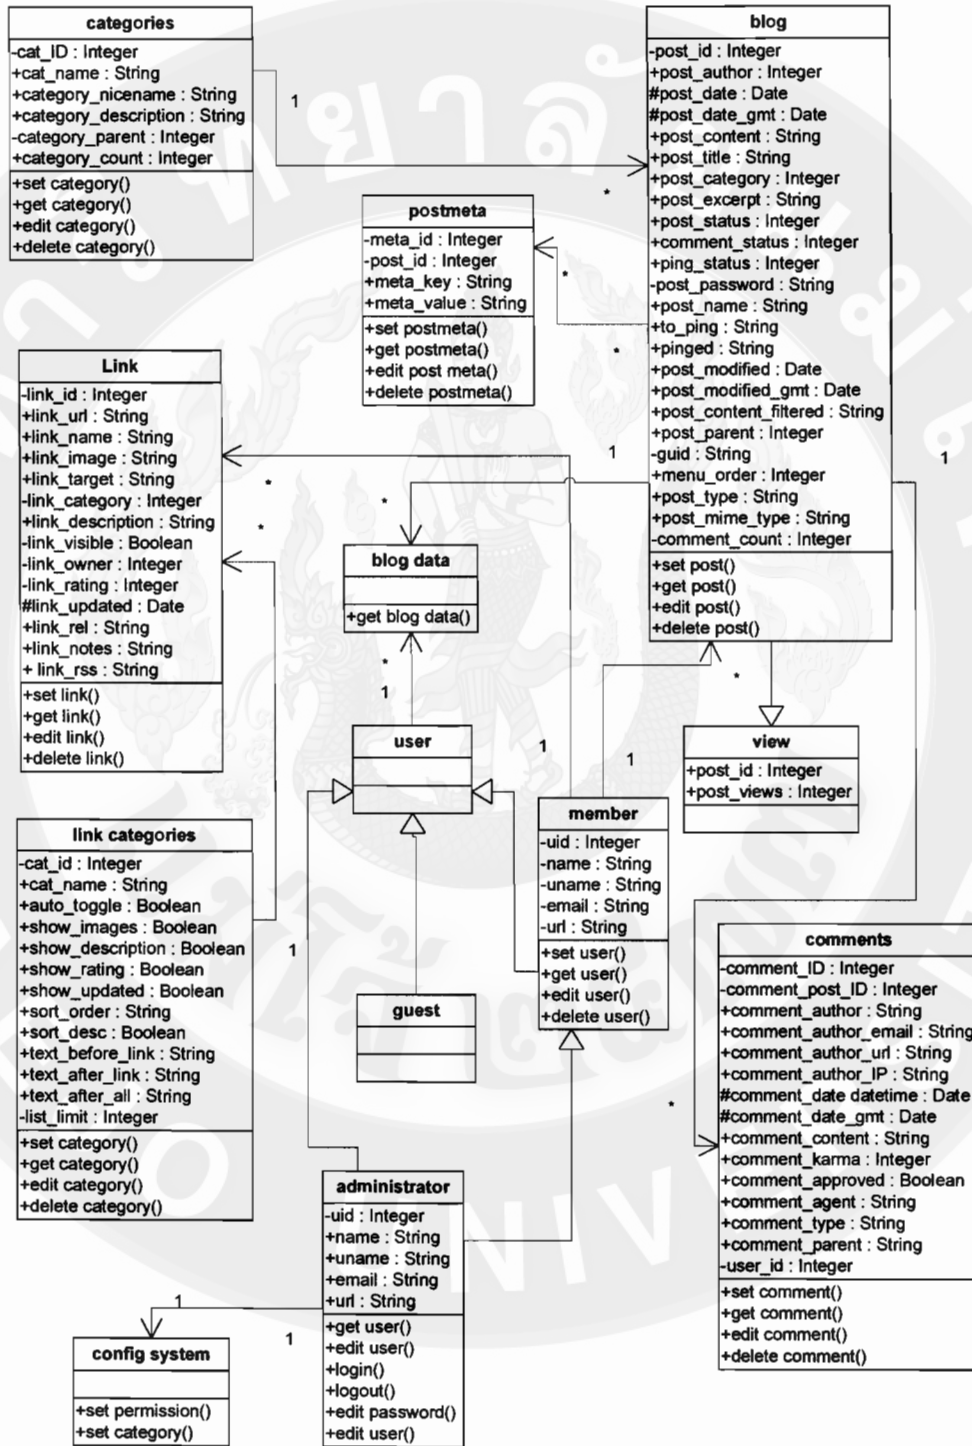 categories
-cat_ID : Integer
+cat_name : String
+category_nicename : String
+category_description : String
-category_parent : Integer
+category_count : Integer
+set category()
+get category()
+edit category()
+delete category()
1
*
blog
-post_id : Integer
+post_author : Integer
#post_date : Date
#post_date_gmt : Date
+post_content : String
+post_title : String
+post_category : Integer
+post_excerpt : String
+post_status : Integer
+comment_status : Integer
+ping_status : Integer
-post_password : String
+post_name : String
+to_ping : String
+pinged : String
+post_modified : Date
+post_modified_gmt : Date
+post_content_filtered : String
+post_parent : Integer
-guid : String
+menu_order : Integer
+post_type : String
+post_mime_type : String
-comment_count : Integer
+set post()
+get post()
+edit post()
+delete post()
postmeta
-meta_id : Integer
-post_id : Integer
+meta_key : String
+meta_value : String
+set postmeta()
+get postmeta()
+edit post meta()
+delete postmeta()
*
*
Link
-link_id : Integer
+link_url : String
+link_name : String
+link_image : String
+link_target : String
-link_category : Integer
+link_description : String
-link_visible : Boolean
-link_owner : Integer
-link_rating : Integer
#link_updated : Date
+link_rel : String
+link_notes : String
+ link_rss : String
+set link()
+get link()
+edit link()
+delete link()
*
*
1
*
1
blog data
+get blog data()
*
1
user
1
1
*
view
+post_id : Integer
+post_views : Integer
link categories
-cat_id : Integer
+cat_name : String
+auto_toggle : Boolean
+show_images : Boolean
+show_description : Boolean
+show_rating : Boolean
+show_updated : Boolean
+sort_order : String
+sort_desc : Boolean
+text_before_link : String
+text_after_link : String
+text_after_all : String
-list_limit : Integer
+set category()
+get category()
+edit category()
+delete category()
1
member
-uid : Integer
-name : String
-uname : String
-email : String
-url : String
+set user()
+get user()
+edit user()
+delete user()
guest
comments
-comment_ID : Integer
-comment_post_ID : Integer
+comment_author : String
+comment_author_email : String
+comment_author_url : String
+comment_author_IP : String
#comment_date datetime : Date
#comment_date_gmt : Date
+comment_content : String
+comment_karma : Integer
+comment_approved : Boolean
+comment_agent : String
+comment_type : String
+comment_parent : String
-user_id : Integer
+set comment()
+get comment()
+edit comment()
+delete comment()
*
administrator
-uid : Integer
+name : String
+uname : String
+email : String
+url : String
+get user()
+edit user()
+login()
+logout()
+edit password()
+edit user()
1
1
config system
+set permission()
+set category()